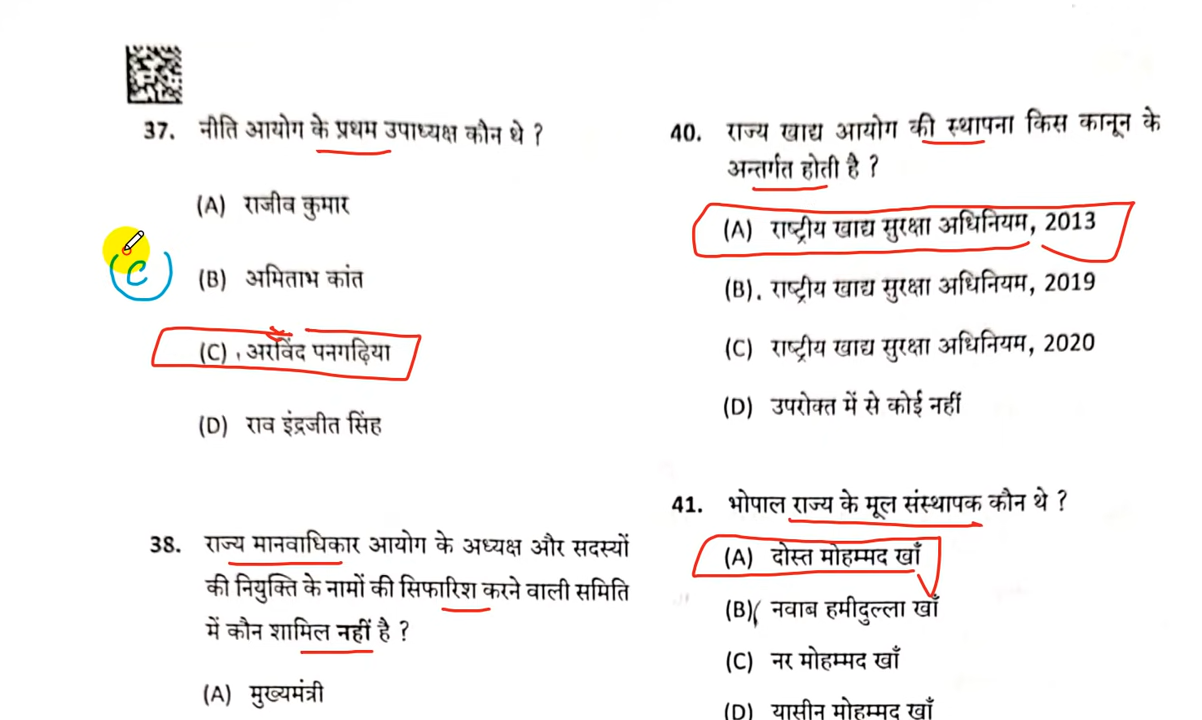 37. नीति आयोग के प्रथम उपाध्यक्ष कौन थे ?
(A) राजीव कुमार
C
(B) अमिताभ कांत
(C) अरविंद पनगढ़िया
(D) राव इंद्रजीत सिंह
38. राज्य मानवाधिकार आयोग के अध्यक्ष और सदस्यों
की नियुक्ति के नामों की सिफारिश करने वाली समिति
में कौन शामिल नहीं है ?
(A) मुख्यमंत्री
40. राज्य खाद्य आयोग की स्थापना किस कानून के
अन्तर्गत होती है ?
(A) राष्ट्रीय खाद्य सुरक्षा अधिनियम, 2013
(B) राष्ट्रीय खाद्य सुरक्षा अधिनियम, 2019
(C) राष्ट्रीय खाद्य सुरक्षा अधिनियम, 2020
(D) उपरोक्त में से कोई नहीं
41. भोपाल राज्य के मूल संस्थापक कौन थे ?
(A) दोस्त मोहम्मद खाँ
(B) नवाब हमीदुल्ला खाँ
(C) नर मोहम्मद खाँ
(D) यासीन मोहम्मद खाँ